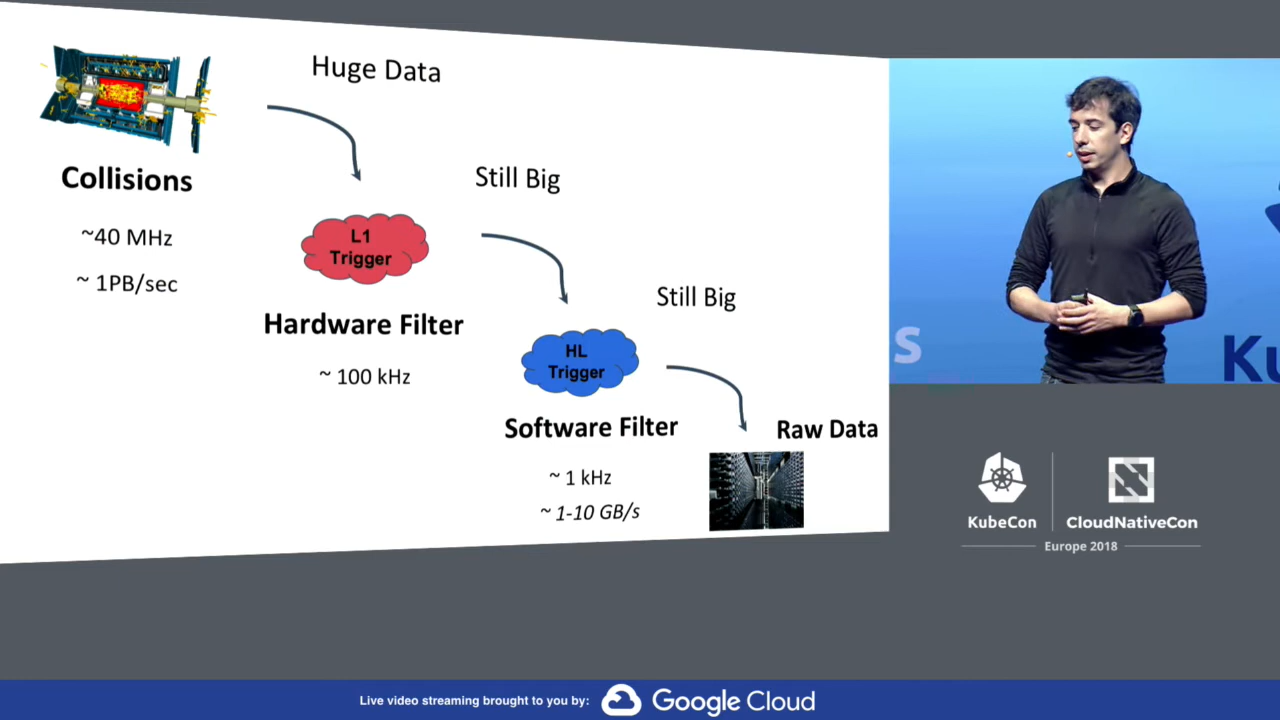 Huge Data
Collisions
~40 MHz
~ 1PB/sec
Still Big
L1
Trigger
Hardware Filter
~ 100 kHz
Still Big
HL
Trigger
Software Filter
~ 1 kHz
~ 1-10 GB/s
Raw Data
s
Ku
KubeCon
CloudNativeCon
Europe 2018
Live video streaming brought to you by:
Google Cloud